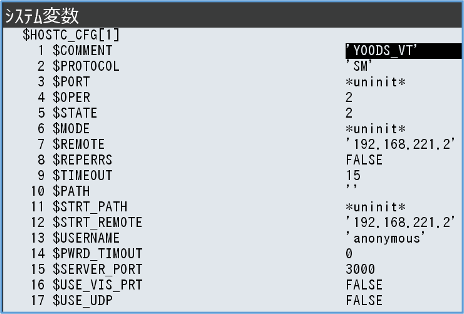 システム変数
$HOSTC_CFG[1]
1 $COMMENT 'YOODS_VT'
2 $PROTOCOL 'SM'
3 $PORT *uninit*
4 $OPER 2
5 $STATE 2
6 $MODE *uninit*
7 $REMOTE '192.168.221.2'
8 $REPERRS FALSE
9 $TIMEOUT 15
10 $PATH ''
11 $STRT_PATH *uninit*
12 $STRT_REMOTE '192.168.221.2'
13 $USERNAME 'anonymous'
14 $PWRD_TIMOUT 0
15 $SERVER_PORT 3000
16 $USE_VIS_PRT FALSE
17 $USE_UDP FALSE